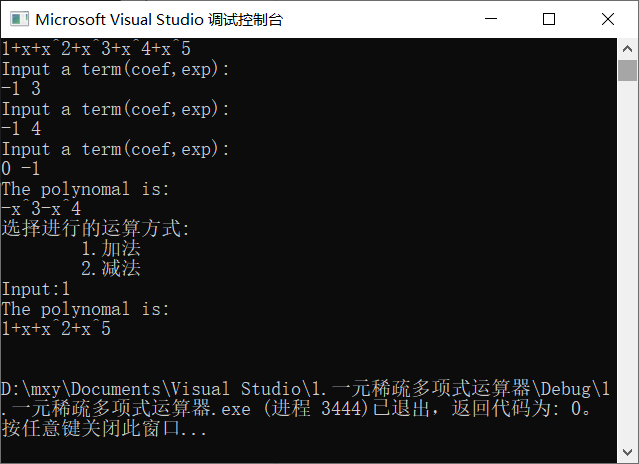 Microsoft Visual Studio 调试控制台
1+x+x^2+x^3+x^4+x^5
Input a term(coef,exp):
-1 3
Input a term(coef,exp):
-1 4
Input a term(coef,exp):
0 -1
The polynomal is:
-x^3-x^4
选择进行的运算方式:
1.加法
2.减法
Input:1
The polynomal is:
1+x+x^2+x^5
D:\mxy\Documents\Visual Studio\1.一元稀疏多项式运算器\Debug\1
.一元稀疏多项式运算器.exe (进程 3444)已退出，返回代码为: 0。
按任意键关闭此窗口...